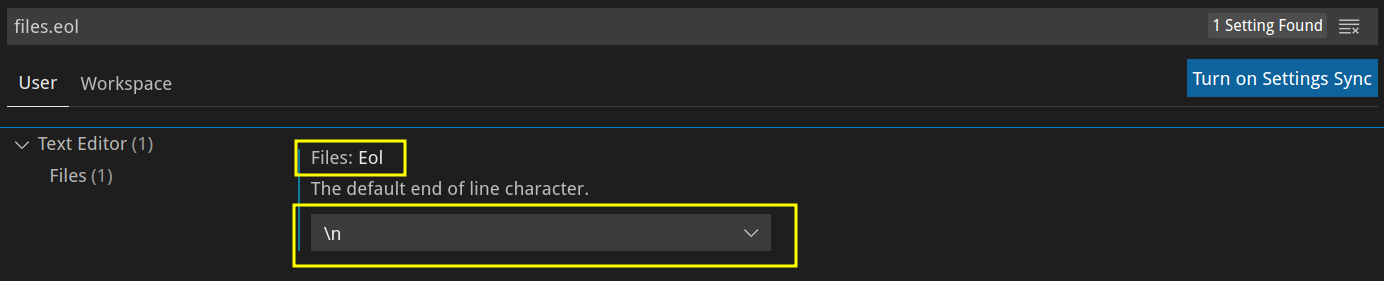 files.eol
1 Setting Found
User Workspace
Turn on Settings Sync
Text Editor (1)
Files (1)
Files: Eol
The default end of line character.
\n